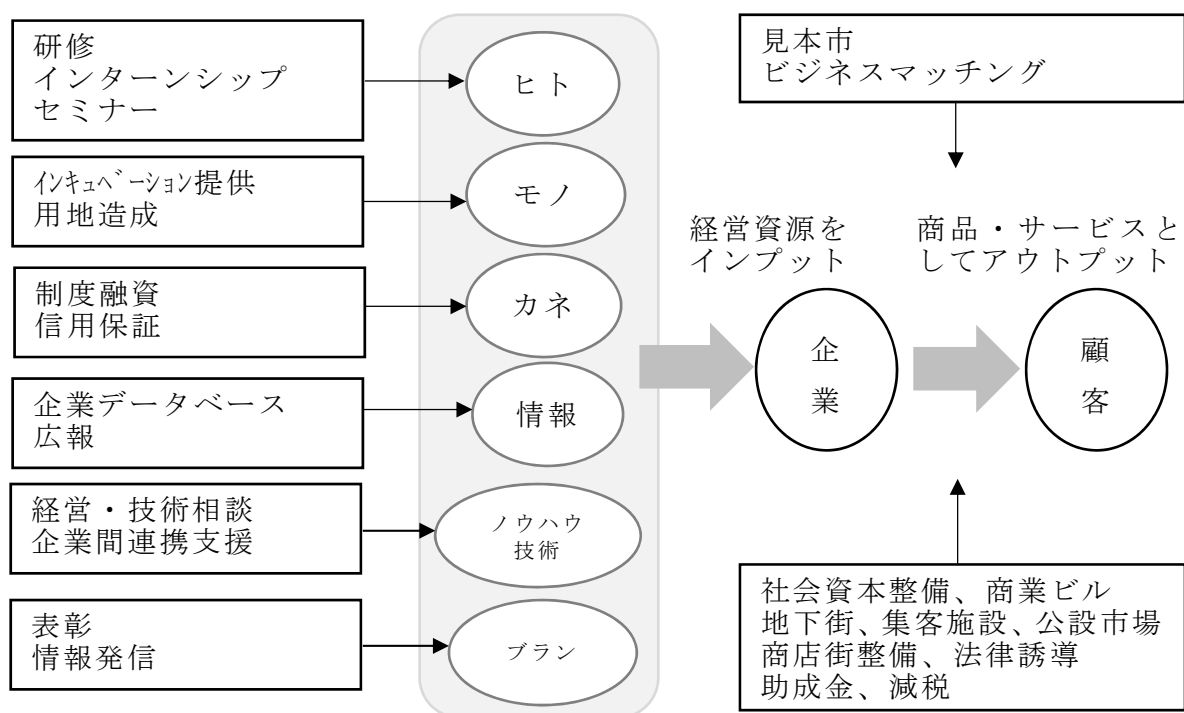 研修
インターンシップ
セミナー
ヒト
インキュベーション提供
用地造成
モノ
制度融資
信用保証
カネ
企業データベース
広報
情報
経営・技術相談
企業間連携支援
ノウハウ
技術
表彰
情報発信
ブラン
見本市
ビジネスマッチング
経営資源を
インプット
商品・サービスと
してアウトプット
企
業
顧
客
社会資本整備、商業ビル
地下街、集客施設、公設市場
商店街整備、法律誘導
助成金、減税